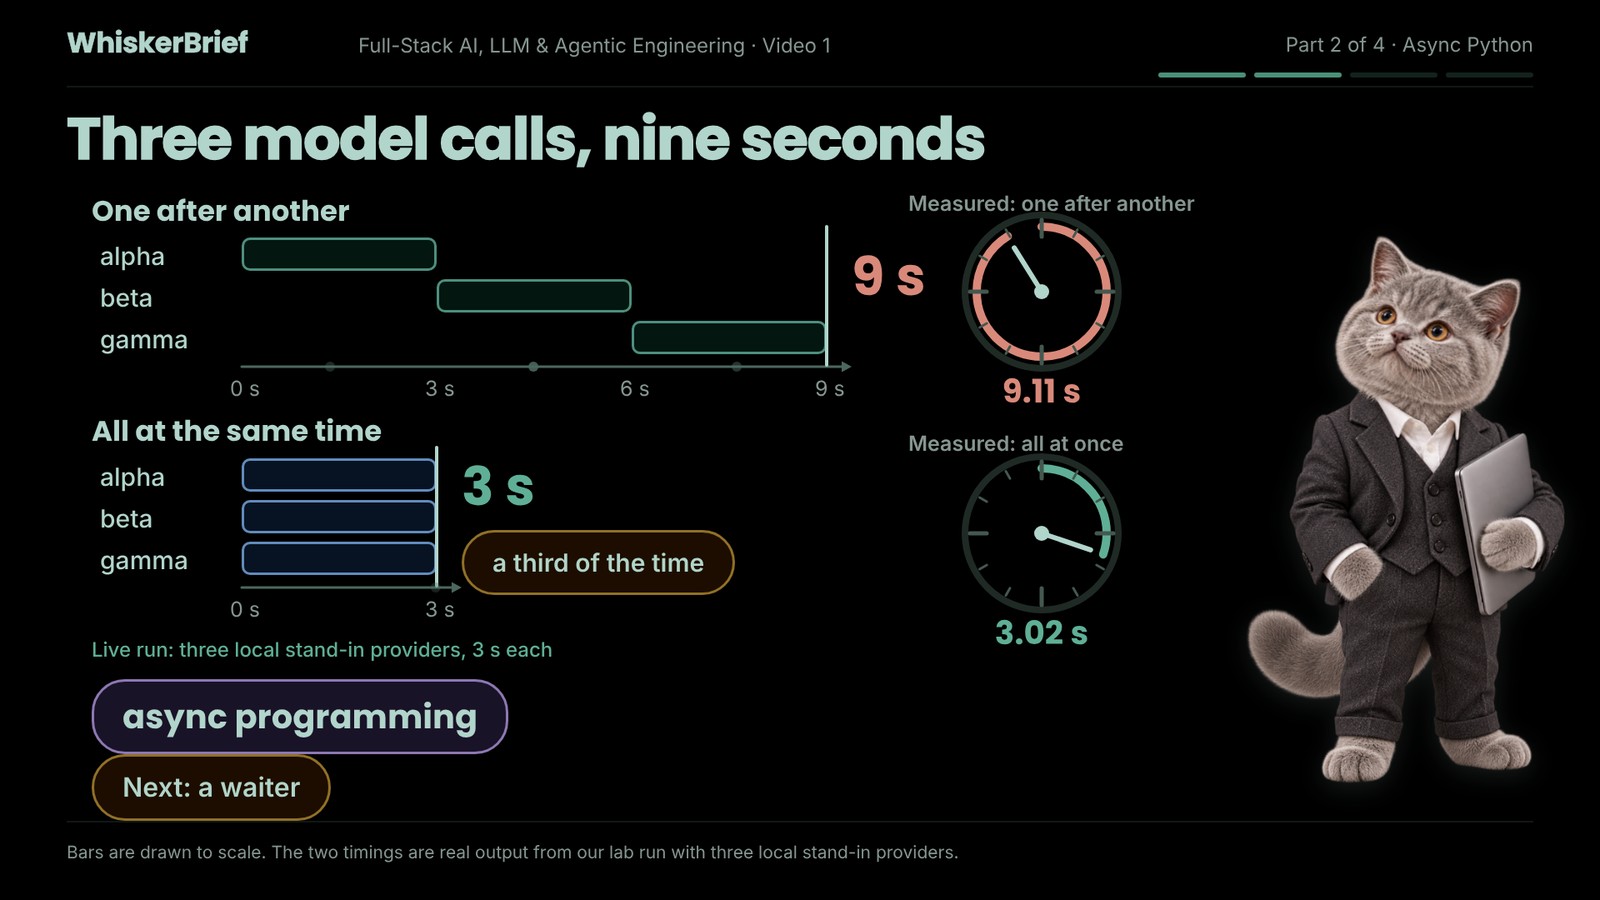 WhiskerBrief
Full-Stack AI, LLM & Agentic Engineering · Video 1
Part 2 of 4 · Async Python
Three model calls, nine seconds
One after another
alpha
beta
gamma
0 s 3 s 6 s 9 s
9 s
Measured: one after another
9.11 s
All at the same time
alpha
beta
gamma
0 s 3 s
3 s
a third of the time
Measured: all at once
3.02 s
Live run: three local stand-in providers, 3 s each
async programming
Next: a waiter
Bars are drawn to scale. The two timings are real output from our lab run with three local stand-in providers.